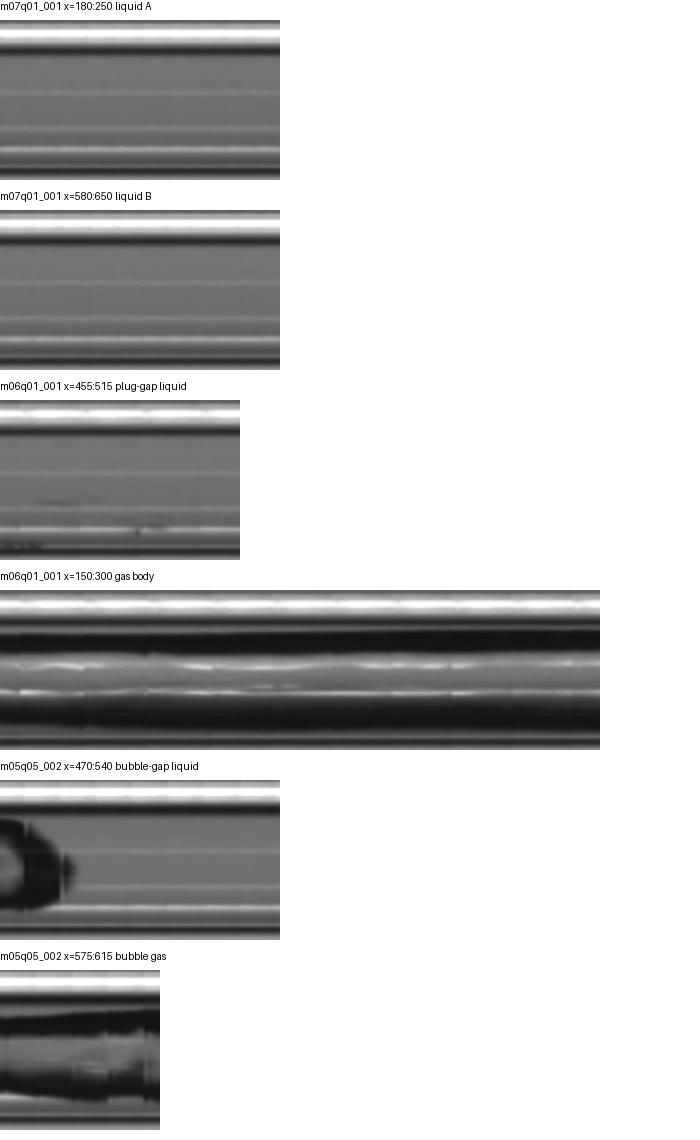 m07q01_001 x=180:250 liquid A
m07q01_001 x=580:650 liquid B
m06q01_001 x=455:515 plug-gap liquid
m06q01_001 x=150:300 gas body
m05q05_002 x=470:540 bubble-gap liquid
m05q05_002 x=575:615 bubble gas